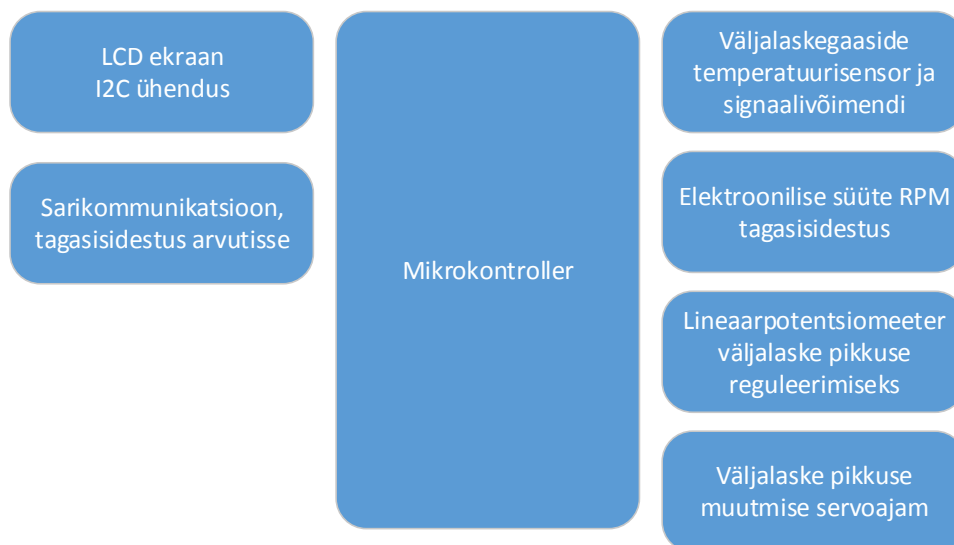 LCD ekraan
I2C ühendus
Sarikommunikatsioon,
tagasisidestus arvutisse
Mikrokontroller
Väljalaskegaaside
temperatuurisensor ja
signaalivõimendi
Elektroonilise süüte RPM
tagasisidestus
Lineaarpotentsiomeeter
väljalaske pikkuse
reguleerimiseks
Väljalaske pikkuse
muutmise servoajam